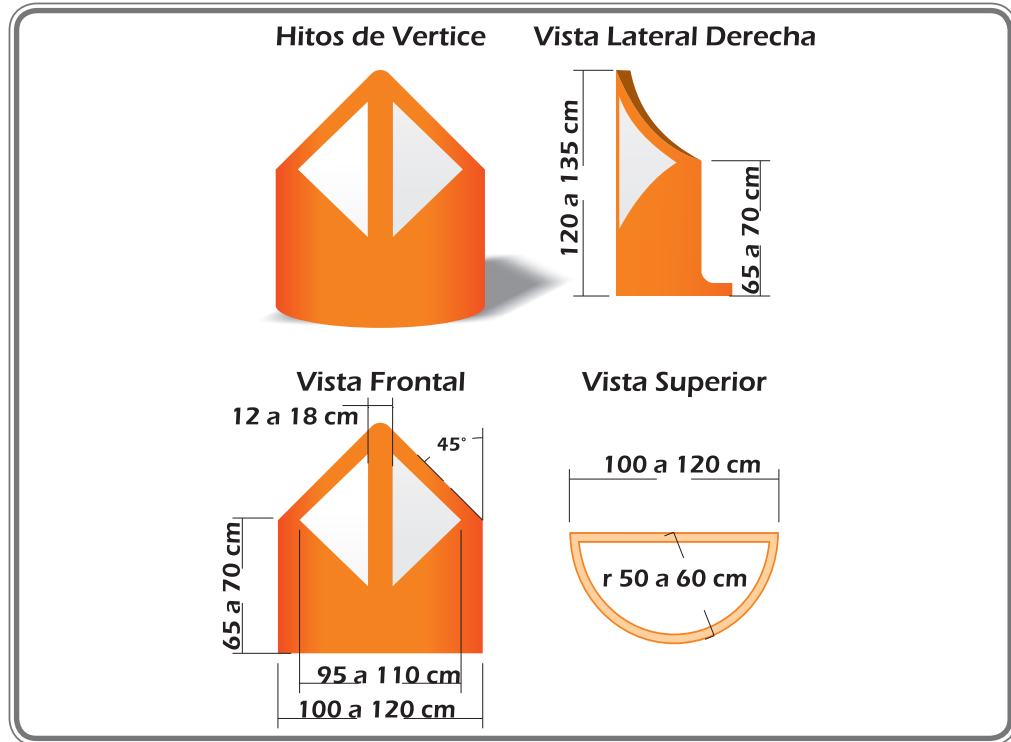 Hitos de Vertice
Vista Lateral Derecha
120 a 135 cm
65 a 70 cm
Vista Frontal
12 a 18 cm
45°
65 a 70 cm
95 a 110 cm
100 a 120 cm
Vista Superior
100 a 120 cm
r 50 a 60 cm